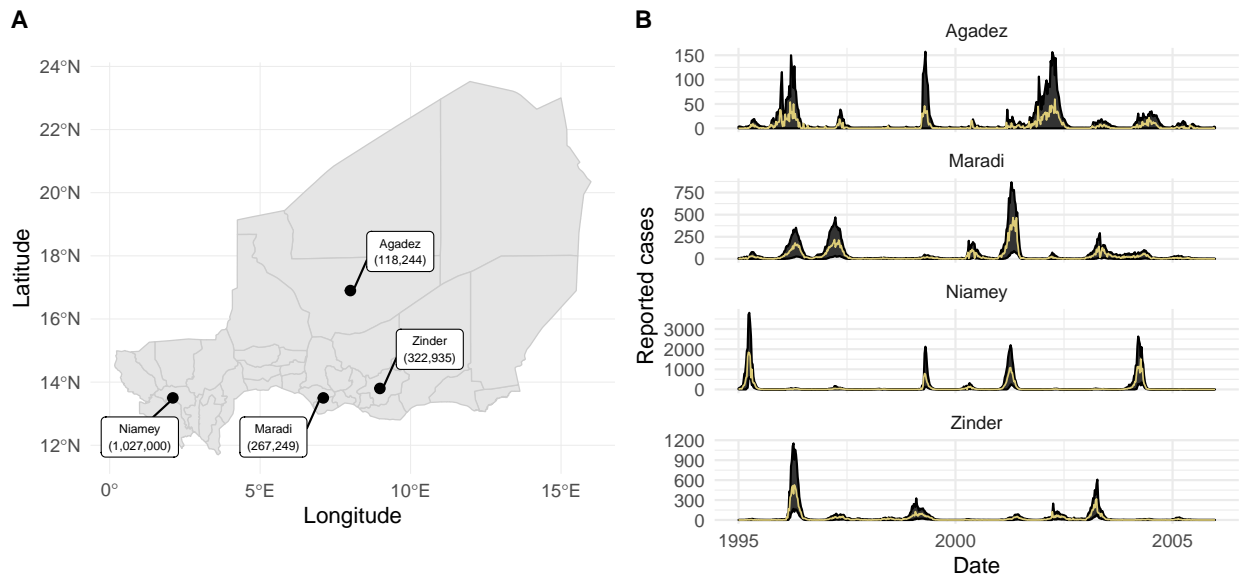 A
Latitude
24°N
22°N
20°N
18°N
16°N
14°N
12°N
Agadez
(118,244)
Zinder
(322,935)
Niamey
(1,027,000)
Maradi
(267,249)
0°
5°E
10°E
15°E
Longitude
B
Reported cases
Agadez
150
100
50
0
Maradi
750
500
250
0
Niamey
3000
2000
1000
0
Zinder
1200
900
600
300
0
1995
2000
2005
Date